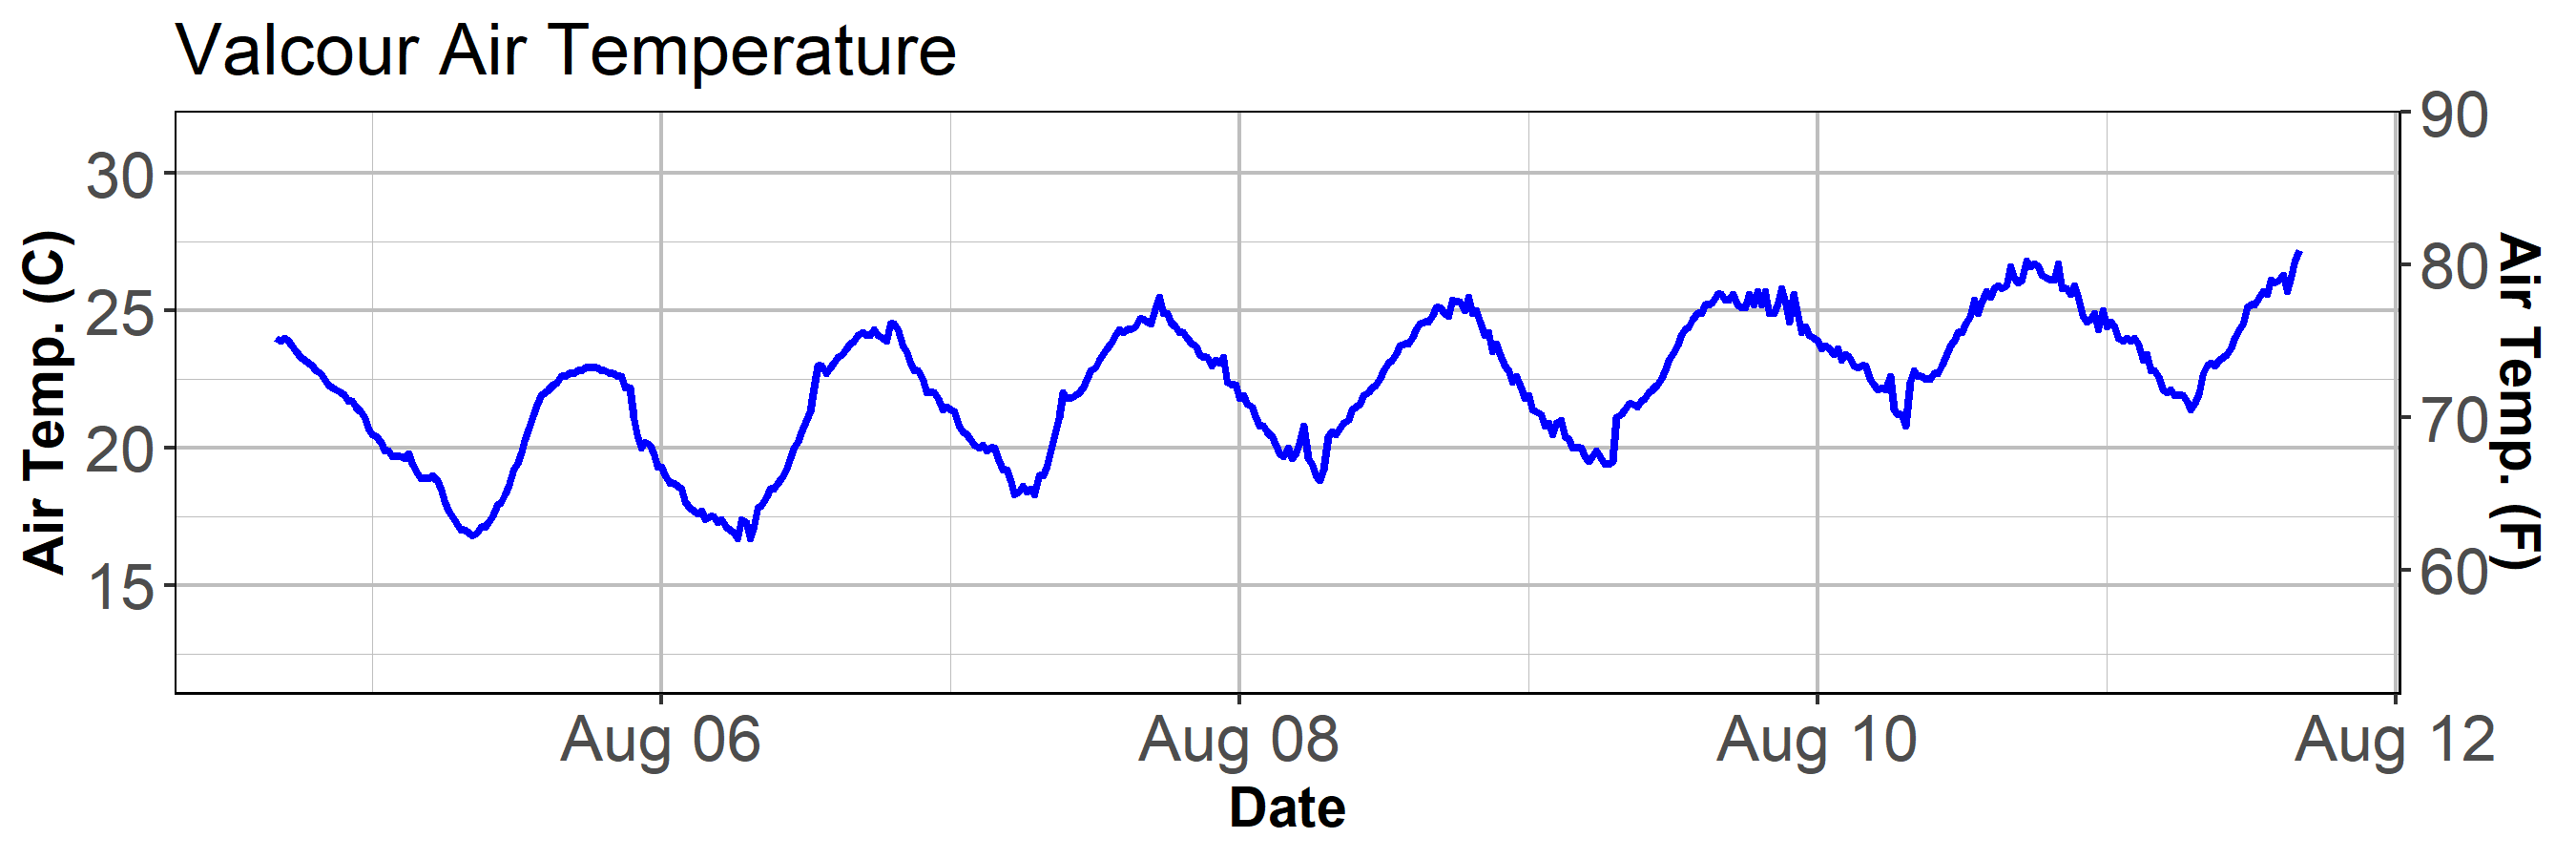 Valcour Air Temperature
Air Temp. (C)
30
25
20
15
90
80
70
60
Air Temp. (F)
Aug 06
Aug 08
Aug 10
Aug 12
Date